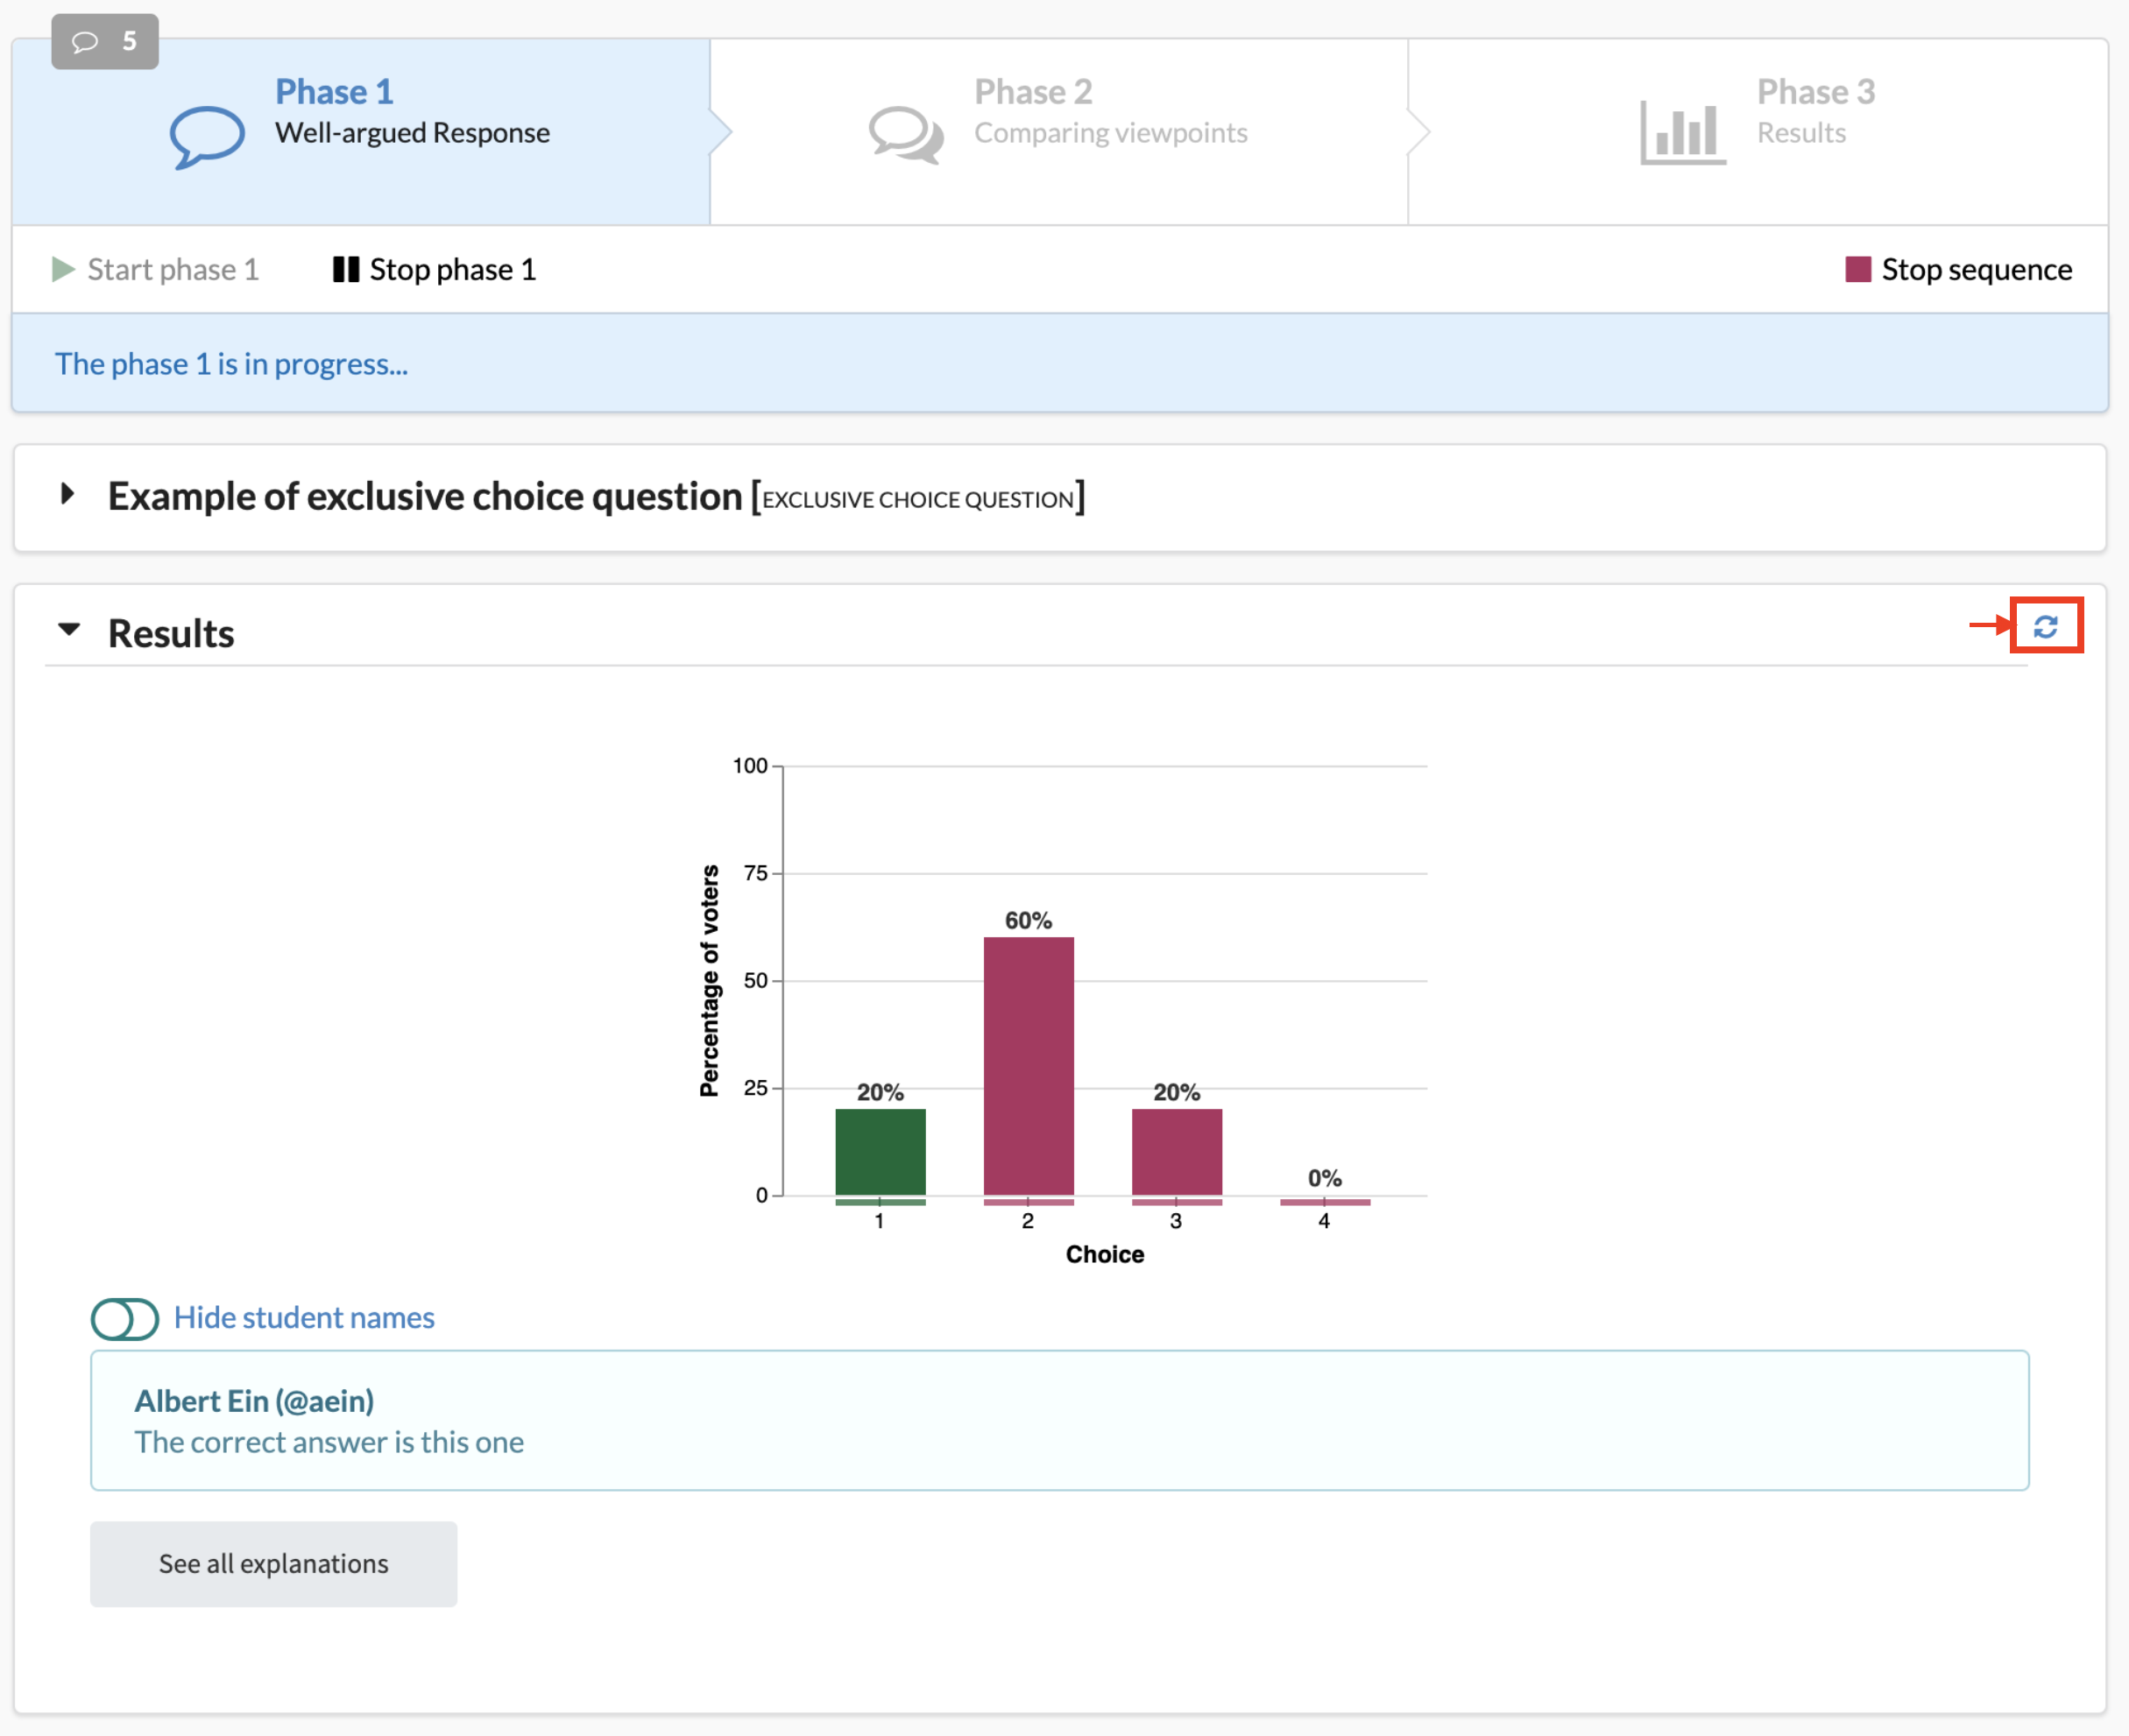 5
Phase 1
Well-argued Response
Phase 2
Comparing viewpoints
Phase 3
Results
Start phase 1
Stop phase 1
Stop sequence
The phase 1 is in progress...
Example of exclusive choice question [EXCLUSIVE CHOICE QUESTION]
Results
100
75
50
25
0
Percentage of voters
20%
60%
20%
0%
1
2
3
4
Choice
Hide student names
Albert Ein (@aein)
The correct answer is this one
See all explanations